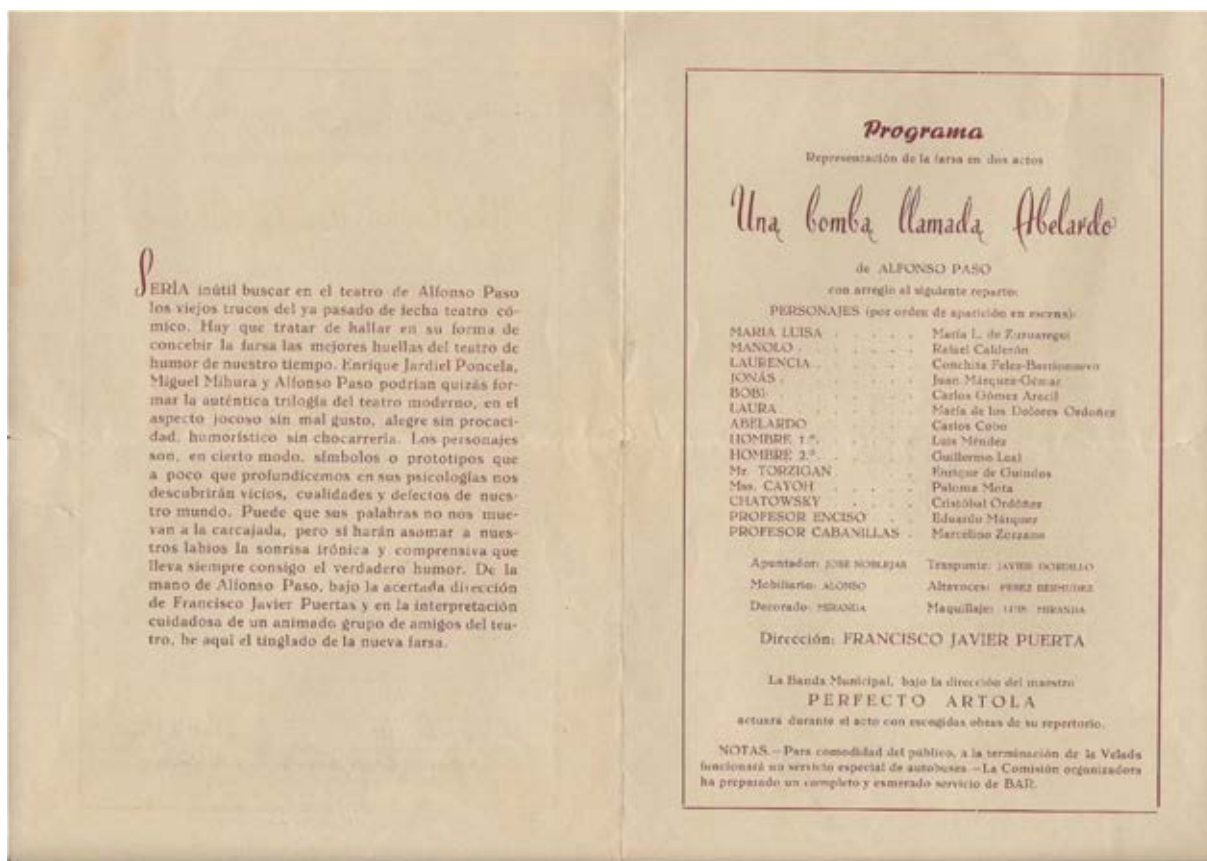 SERÍA inútil buscar en el teatro de Alfonso Paso
los viejos trucos del ya pasado de fecha teatro có-
mico. Hay que tratar de hallar en su forma de
concebir la farsa las mejores huellas del teatro de
humor de nuestro tiempo. Enrique Jardiel Poncela,
Miguel Mihura y Alfonso Paso podrían quizás for-
mar la auténtica trilogía del teatro moderno, en el
aspecto jocoso sin mal gusto, alegre sin procaci-
dad, humorístico sin chocarrería. Los personajes
son, en cierto modo, símbolos o prototipos que
a poco que profundicemos en sus psicologías nos
descubrirán vicios, cualidades y defectos de nues-
tro mundo. Puede que sus palabras no nos mue-
van a la carcajada, pero sí harán asomar a nues-
tros labios la sonrisa irónica y comprensiva que
lleva siempre consigo el verdadero humor. De la
mano de Alfonso Paso, bajo la acertada dirección
de Francisco Javier Puertas y en la interpretación
cuidadosa de un animado grupo de amigos del tea-
tro, he aquí el tinglado de la nueva farsa.
Programa
Representación de la farsa en dos actos
Una bomba llamada Abelardo
de ALFONSO PASO
con arreglo al siguiente reparto:
PERSONAJES (por orden de aparición en escena):
MARIA LUISA . . . . . . María L. de Zuruaregui
MANOLO . . . . . . . Rafael Calderón
LAURENCIA . . . . . . Conchita Felez-Barrionuevo
JONÁS . . . . . . . Juan Márquez-Gómar
BOBI . . . . . . . Carlos Gómez Aracil
LAURA . . . . . . . María de los Dolores Ordoñez
ABELARDO . . . . . . Carlos Cobo
HOMBRE 1.º . . . . . . Luis Méndez
HOMBRE 2.º . . . . . . Guillermo Leal
Mr. TORZIGAN . . . . . Enrique de Guindos
Mss. CAYOH . . . . . . Paloma Mota
CHATOWSKY . . . . . Cristóbal Ordóñez
PROFESOR ENCISO . . . Eduardo Márquez
PROFESOR CABANILLAS . Marcelino Zorzano
Apuntador: JOSE NOBLEJAS Traspunte: JAVIER GORDILLO
Mobiliario: ALONSO Altavoces: PEREZ BERMUDEZ
Decorado: MIRANDA Maquillaje: LUIS MIRANDA
Dirección: FRANCISCO JAVIER PUERTA
La Banda Municipal, bajo la dirección del maestro
PERFECTO ARTOLA
actuará durante el acto con escogidas obras de su repertorio.
NOTAS.—Para comodidad del público, a la terminación de la Velada
funcionará un servicio especial de autobuses.—La Comisión organizadora
ha preparado un completo y esmerado servicio de BAR.